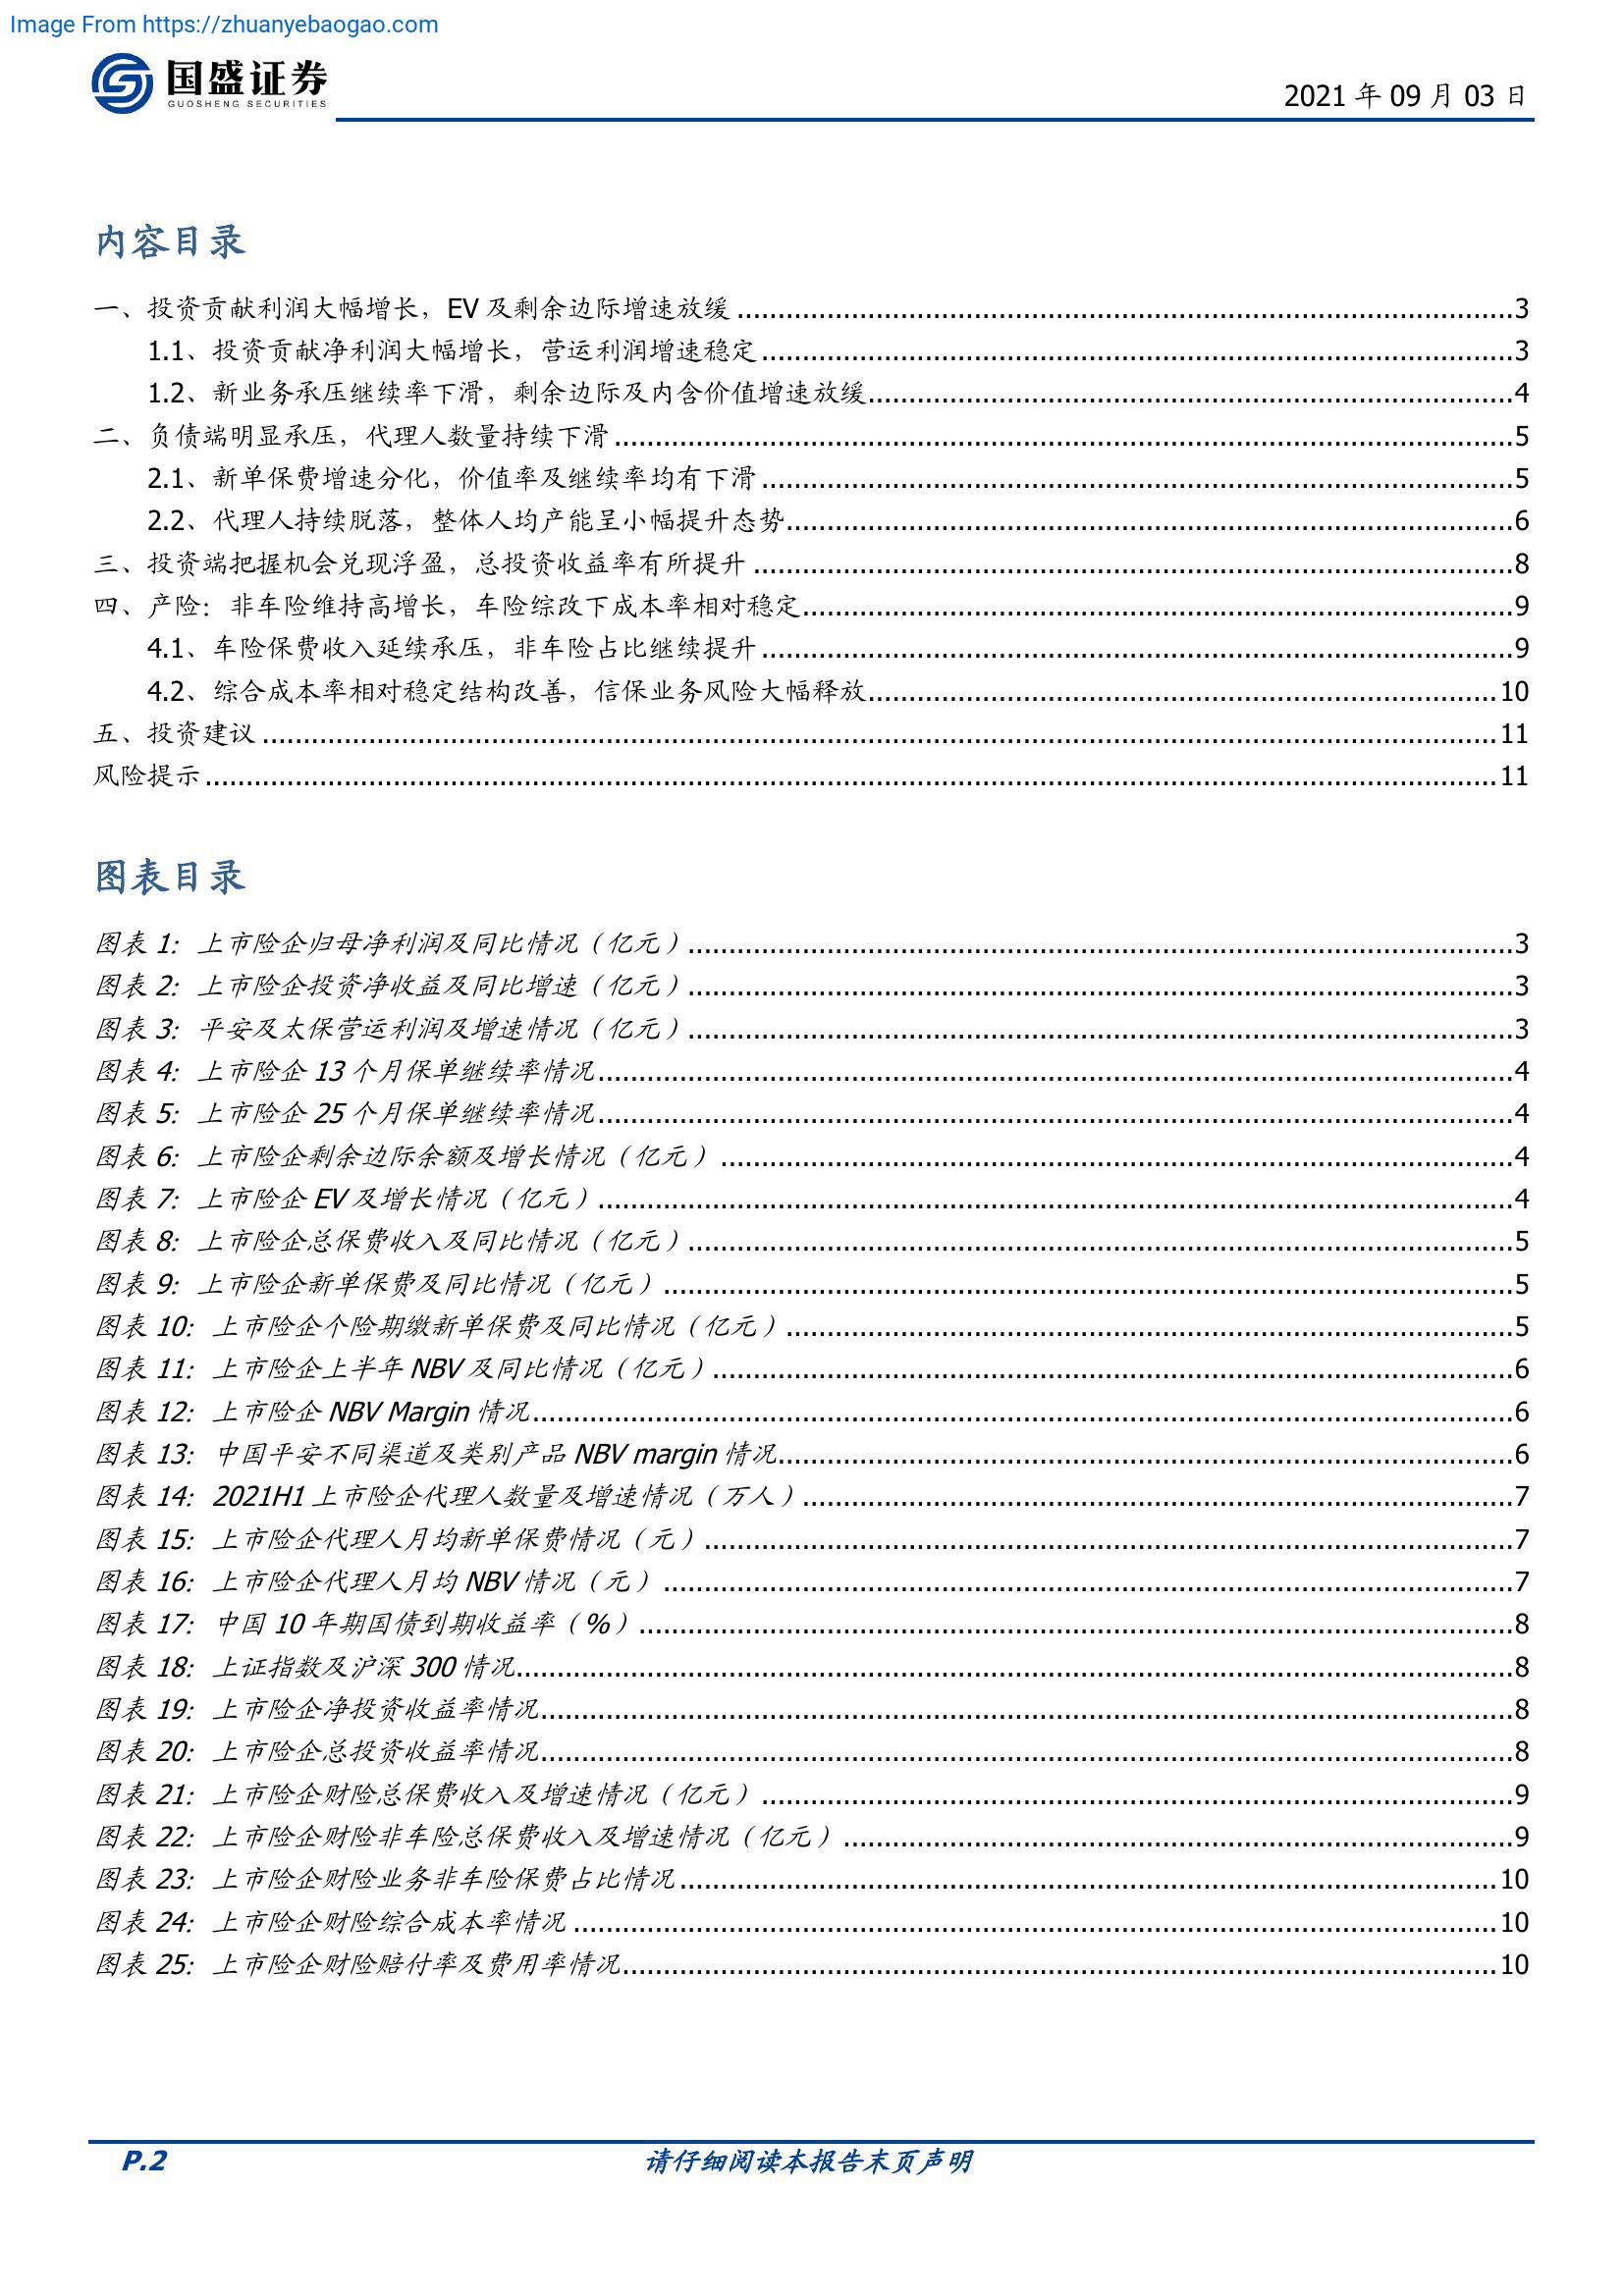 Image From https://zhuanyebaogao.com
国盛证券
GUOSHENG SECURITIES
2021 年 09 月 03 日
内容目录
一、投资贡献利润大幅增长，EV 及剩余边际增速放缓 3
1.1、投资贡献净利润大幅增长，营运利润增速稳定 3
1.2、新业务承压继续率下滑，剩余边际及内含价值增速放缓 4
二、负债端明显承压，代理人数量持续下滑 5
2.1、新单保费增速分化，价值率及继续率均有下滑 5
2.2、代理人持续脱落，整体人均产能呈小幅提升态势 6
三、投资端把握机会兑现浮盈，总投资收益率有所提升 8
四、产险：非车险维持高增长，车险综改下成本率相对稳定 9
4.1、车险保费收入延续承压，非车险占比继续提升 9
4.2、综合成本率相对稳定结构改善，信保业务风险大幅释放 10
五、投资建议 11
风险提示 11
图表目录
图表 1：上市险企归母净利润及同比情况（亿元） 3
图表 2：上市险企投资净收益及同比增速（亿元） 3
图表 3：平安及太保营运利润及增速情况（亿元） 3
图表 4：上市险企 13 个月保单继续率情况 4
图表 5：上市险企 25 个月保单继续率情况 4
图表 6：上市险企剩余边际余额及增长情况（亿元） 4
图表 7：上市险企 EV 及增长情况（亿元） 4
图表 8：上市险企总保费收入及同比情况（亿元） 5
图表 9：上市险企新单保费及同比情况（亿元） 5
图表 10：上市险企个险期缴新单保费及同比情况（亿元） 5
图表 11：上市险企上半年 NBV 及同比情况（亿元） 6
图表 12：上市险企 NBV Margin 情况 6
图表 13：中国平安不同渠道及类别产品 NBV margin 情况 6
图表 14：2021H1 上市险企代理人数量及增速情况（万人） 7
图表 15：上市险企代理人月均新单保费情况（元） 7
图表 16：上市险企代理人月均 NBV 情况（元） 7
图表 17：中国 10 年期国债到期收益率（%） 8
图表 18：上证指数及沪深 300 情况 8
图表 19：上市险企净投资收益率情况 8
图表 20：上市险企总投资收益率情况 8
图表 21：上市险企财险总保费收入及增速情况（亿元） 9
图表 22：上市险企财险非车险总保费收入及增速情况（亿元） 9
图表 23：上市险企财险业务非车险保费占比情况 10
图表 24：上市险企财险综合成本率情况 10
图表 25：上市险企财险赔付率及费用率情况 10
P.2
请仔细阅读本报告末页声明